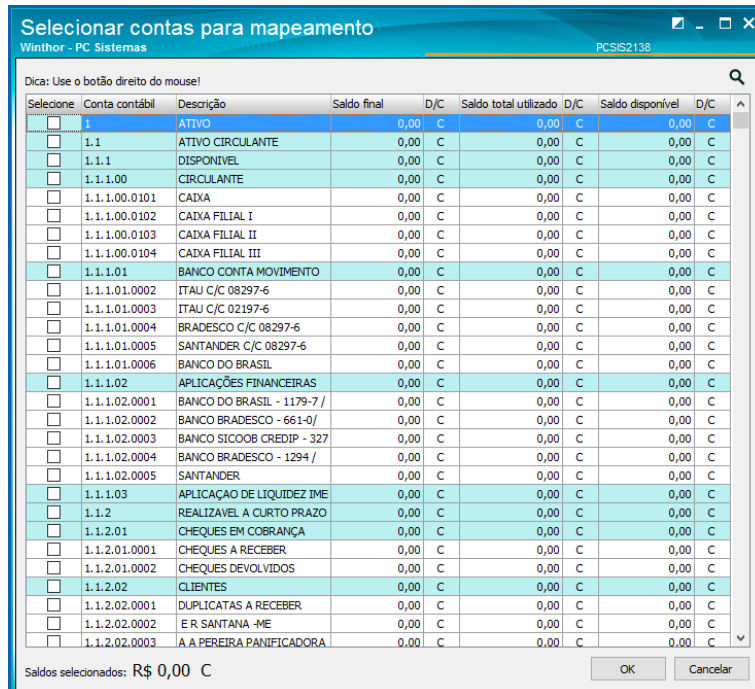 Selecionar contas para mapeamento
Winthor - PC Sistemas PCSIS2138
Dica: Use o botão direito do mouse!
Selecione Conta contábil Descrição Saldo final D/C Saldo total utilizado D/C Saldo disponível D/C
1 ATIVO 0,00 C 0,00 C 0,00 C
1.1 ATIVO CIRCULANTE 0,00 C 0,00 C 0,00 C
1.1.1 DISPONIVEL 0,00 C 0,00 C 0,00 C
1.1.1.00 CIRCULANTE 0,00 C 0,00 C 0,00 C
1.1.1.00.0101 CAIXA 0,00 C 0,00 C 0,00 C
1.1.1.00.0102 CAIXA FILIAL I 0,00 C 0,00 C 0,00 C
1.1.1.00.0103 CAIXA FILIAL II 0,00 C 0,00 C 0,00 C
1.1.1.00.0104 CAIXA FILIAL III 0,00 C 0,00 C 0,00 C
1.1.1.01 BANCO CONTA MOVIMENTO 0,00 C 0,00 C 0,00 C
1.1.1.01.0002 ITAU C/C 08297-6 0,00 C 0,00 C 0,00 C
1.1.1.01.0003 ITAU C/C 02197-6 0,00 C 0,00 C 0,00 C
1.1.1.01.0004 BRADESCO C/C 08297-6 0,00 C 0,00 C 0,00 C
1.1.1.01.0005 SANTANDER C/C 08297-6 0,00 C 0,00 C 0,00 C
1.1.1.01.0006 BANCO DO BRASIL 0,00 C 0,00 C 0,00 C
1.1.1.02 APLICAÇÕES FINANCEIRAS 0,00 C 0,00 C 0,00 C
1.1.1.02.0001 BANCO DO BRASIL - 1179-7 / 0,00 C 0,00 C 0,00 C
1.1.1.02.0002 BANCO BRADESCO - 661-0/ 0,00 C 0,00 C 0,00 C
1.1.1.02.0003 BANCO SICOOB CREDIP - 327 0,00 C 0,00 C 0,00 C
1.1.1.02.0004 BANCO BRADESCO - 1294 / 0,00 C 0,00 C 0,00 C
1.1.1.02.0005 SANTANDER 0,00 C 0,00 C 0,00 C
1.1.1.03 APLICAÇAO DE LIQUIDEZ IME 0,00 C 0,00 C 0,00 C
1.1.2 REALIZAVEL A CURTO PRAZO 0,00 C 0,00 C 0,00 C
1.1.2.01 CHEQUES EM COBRANÇA 0,00 C 0,00 C 0,00 C
1.1.2.01.0001 CHEQUES A RECEBER 0,00 C 0,00 C 0,00 C
1.1.2.01.0002 CHEQUES DEVOLVIDOS 0,00 C 0,00 C 0,00 C
1.1.2.02 CLIENTES 0,00 C 0,00 C 0,00 C
1.1.2.02.0001 DUPLICATAS A RECEBER 0,00 C 0,00 C 0,00 C
1.1.2.02.0002 E R SANTANA -ME 0,00 C 0,00 C 0,00 C
1.1.2.02.0003 A A PEREIRA PANIFICADORA 0,00 C 0,00 C 0,00 C
Saldos selecionados: R$ 0,00 C OK Cancelar